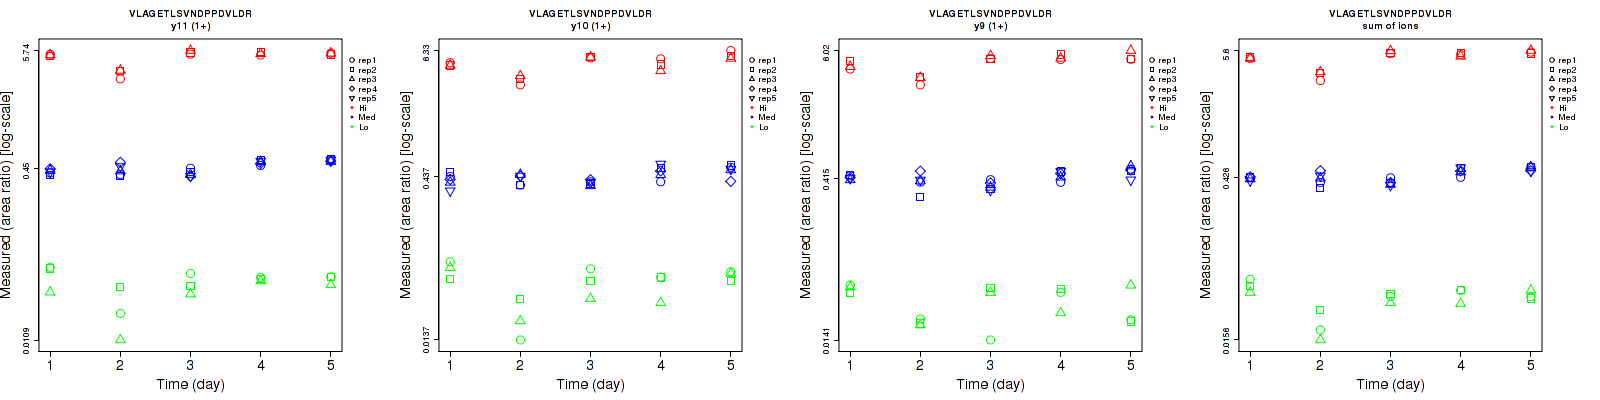 VLAGETLSVNDPPDVLDR
y11 (1+)
Measured (area ratio) [log-scale]
5.74
0.45
0.0109
1 2 3 4 5
Time (day)
rep1
rep2
rep3
rep4
rep5
Hi
Med
Lo
VLAGETLSVNDPPDVLDR
y10 (1+)
Measured (area ratio) [log-scale]
6.33
0.437
0.0137
1 2 3 4 5
Time (day)
rep1
rep2
rep3
rep4
rep5
Hi
Med
Lo
VLAGETLSVNDPPDVLDR
y9 (1+)
Measured (area ratio) [log-scale]
6.02
0.415
0.0141
1 2 3 4 5
Time (day)
rep1
rep2
rep3
rep4
rep5
Hi
Med
Lo
VLAGETLSVNDPPDVLDR
sum of ions
Measured (area ratio) [log-scale]
5.6
0.426
0.0156
1 2 3 4 5
Time (day)
rep1
rep2
rep3
rep4
rep5
Hi
Med
Lo